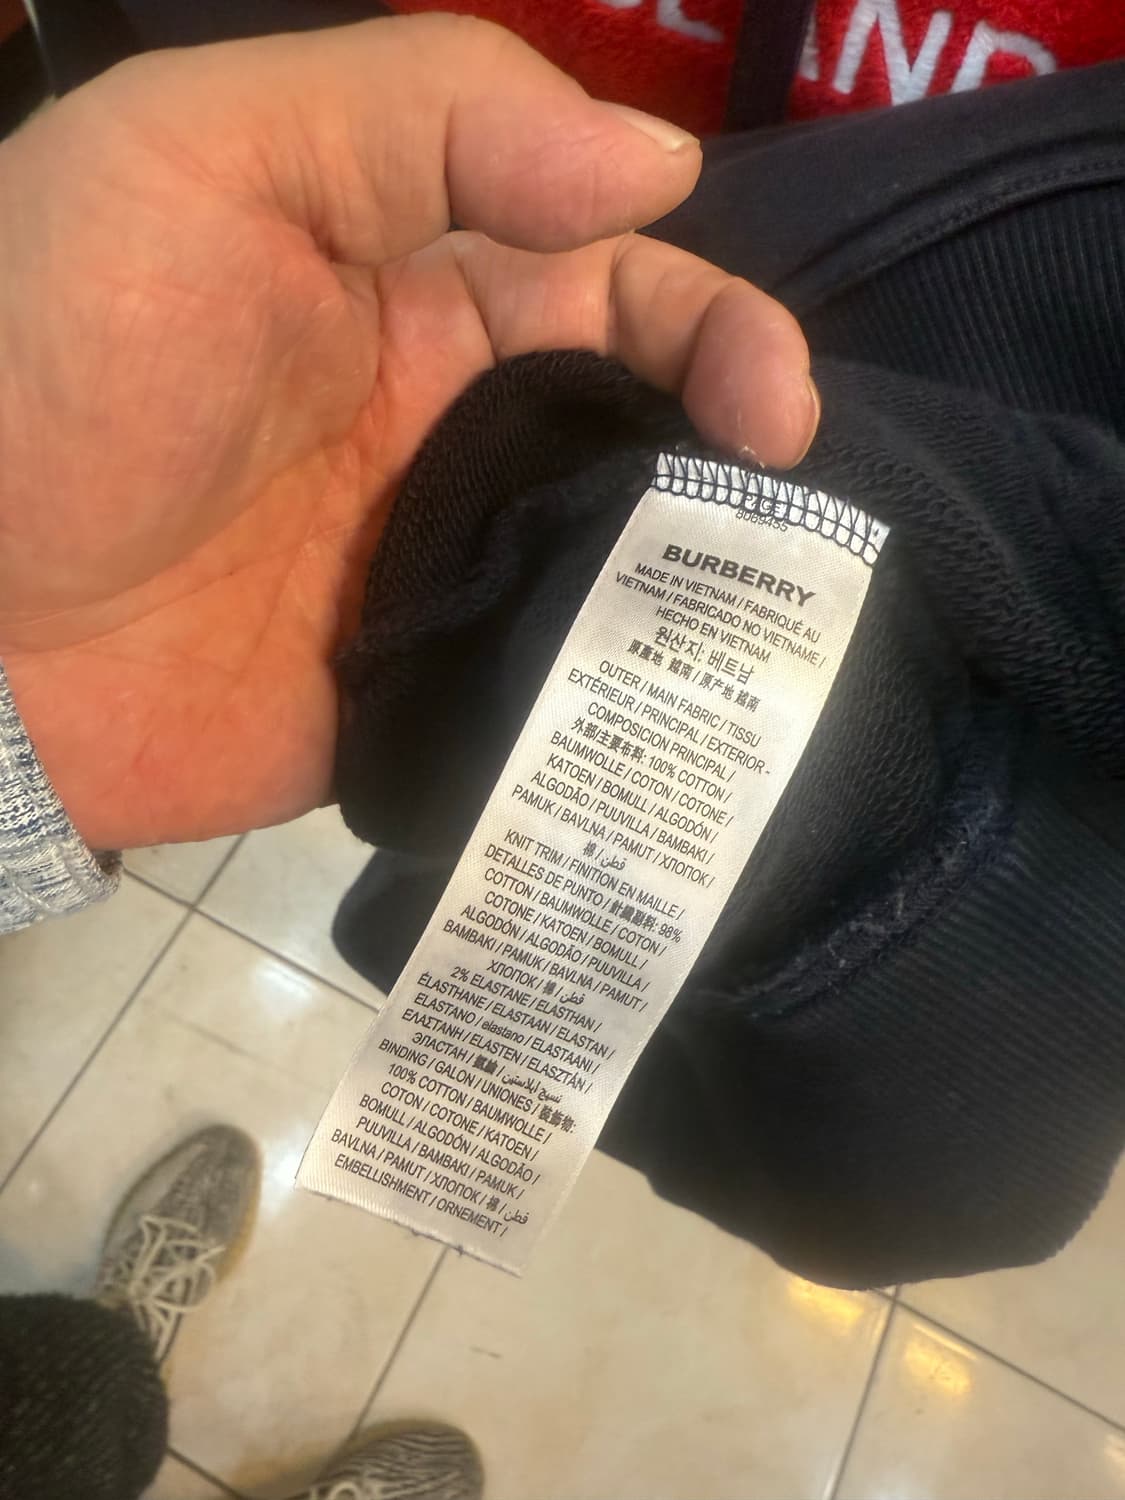 AND
8069455
BURBERRY
MADE IN VIETNAM / FABRIQUÉ AU
VIETNAM / FABRICADO NO VIETNAME /
HECHO EN VIETNAM
원산지: 베트남
原產地 越南 / 原产地 越南
OUTER / MAIN FABRIC / TISSU
EXTÉRIEUR / PRINCIPAL / EXTERIOR -
COMPOSICION PRINCIPAL /
外部/主要布料: 100% COTTON /
BAUMWOLLE / COTON / COTONE /
KATOEN / BOMULL / ALGODÓN /
ALGODÃO / PUUVILLA / BAMBAKI /
PAMUK / BAVLNA / PAMUT / ХЛОПОК /
棉 / قطن
KNIT TRIM / FINITION EN MAILLE /
DETALLES DE PUNTO / 針織副料: 98%
COTTON / BAUMWOLLE / COTON /
COTONE / KATOEN / BOMULL /
ALGODÓN / ALGODÃO / PUUVILLA /
BAMBAKI / PAMUK / BAVLNA / PAMUT /
ХЛОПОК / 棉 / قطن
2% ELASTANE / ELASTHAN /
ÉLASTHANE / ELASTAAN / ELASTAN /
ELASTANO / elastano / ELASTAANI /
ΕΛΑΣΤΑΝΗ / ELASTEN / ELASZTÁN /
ЭЛАСТАН / نسيج ايلاستين
BINDING / GALON / UNIONES / 裝飾物:
100% COTTON / BAUMWOLLE /
COTON / COTONE / KATOEN /
BOMULL / ALGODÓN / ALGODÃO /
PUUVILLA / BAMBAKI / PAMUK /
BAVLNA / PAMUT / ХЛОПОК / 棉 / قطن
EMBELLISHMENT / ORNEMENT /